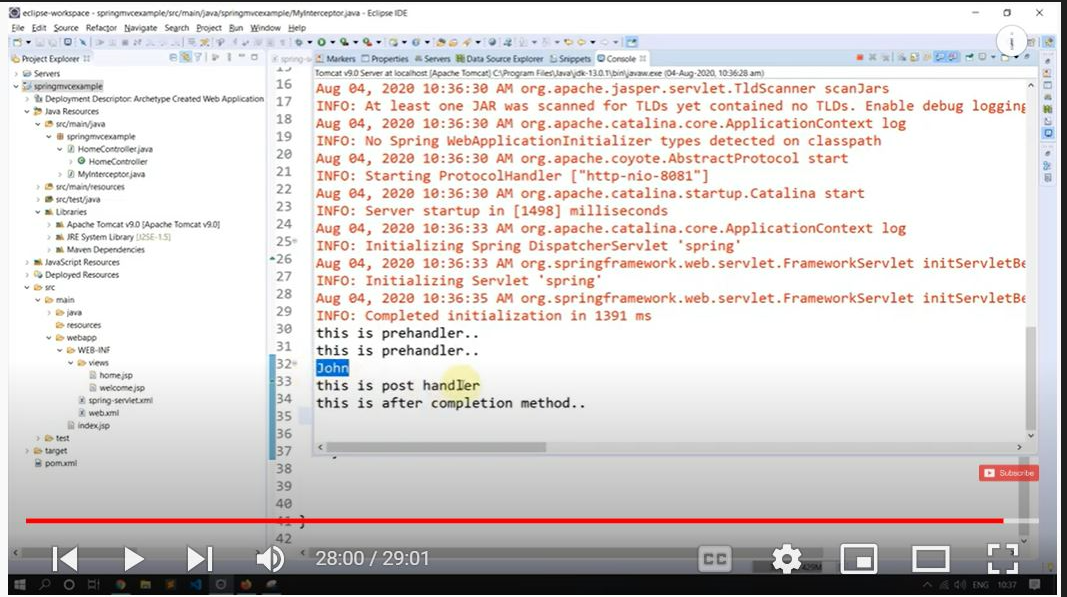 eclipse-workspace - springmvcexample/src/main/java/springmvcexample/MyInterceptor.java - Eclipse IDE
File Edit Source Refactor Navigate Search Project Run Window Help
Project Explorer
Markers Properties Servers Data Source Explorer Snippets Console
Tomcat v9.0 Server at localhost [Apache Tomcat] C:\Program Files\Java\jdk-13.0.1\bin\javaw.exe (04-Aug-2020, 10:36:28 am)
Servers
springmvcexample
Deployment Descriptor: Archetype Created Web Application
Java Resources
src/main/java
springmvcexample
HomeController.java
HomeController
MyInterceptor.java
src/main/resources
src/test/java
Libraries
Apache Tomcat v9.0 [Apache Tomcat v9.0]
JRE System Library [J2SE-1.5]
Maven Dependencies
JavaScript Resources
Deployed Resources
src
main
java
resources
webapp
WEB-INF
views
home.jsp
welcome.jsp
spring-servlet.xml
web.xml
index.jsp
test
target
pom.xml
16
17
18
19
20
21
22
23
24
25
26
27
28
29
30
31
32
33
34
35
36
37
38
39
40
41 }
42
Aug 04, 2020 10:36:30 AM org.apache.jasper.servlet.TldScanner scanJars
INFO: At least one JAR was scanned for TLDs yet contained no TLDs. Enable debug logging
Aug 04, 2020 10:36:30 AM org.apache.catalina.core.ApplicationContext log
INFO: No Spring WebApplicationInitializer types detected on classpath
Aug 04, 2020 10:36:30 AM org.apache.coyote.AbstractProtocol start
INFO: Starting ProtocolHandler ["http-nio-8081"]
Aug 04, 2020 10:36:30 AM org.apache.catalina.startup.Catalina start
INFO: Server startup in [1498] milliseconds
Aug 04, 2020 10:36:33 AM org.apache.catalina.core.ApplicationContext log
INFO: Initializing Spring DispatcherServlet 'spring'
Aug 04, 2020 10:36:33 AM org.springframework.web.servlet.FrameworkServlet initServletBe
INFO: Initializing Servlet 'spring'
Aug 04, 2020 10:36:35 AM org.springframework.web.servlet.FrameworkServlet initServletBe
INFO: Completed initialization in 1391 ms
this is prehandler..
this is prehandler..
John
this is post handler
this is after completion method..
Subscribe
28:00 / 29:01
CC
ENG 10:37